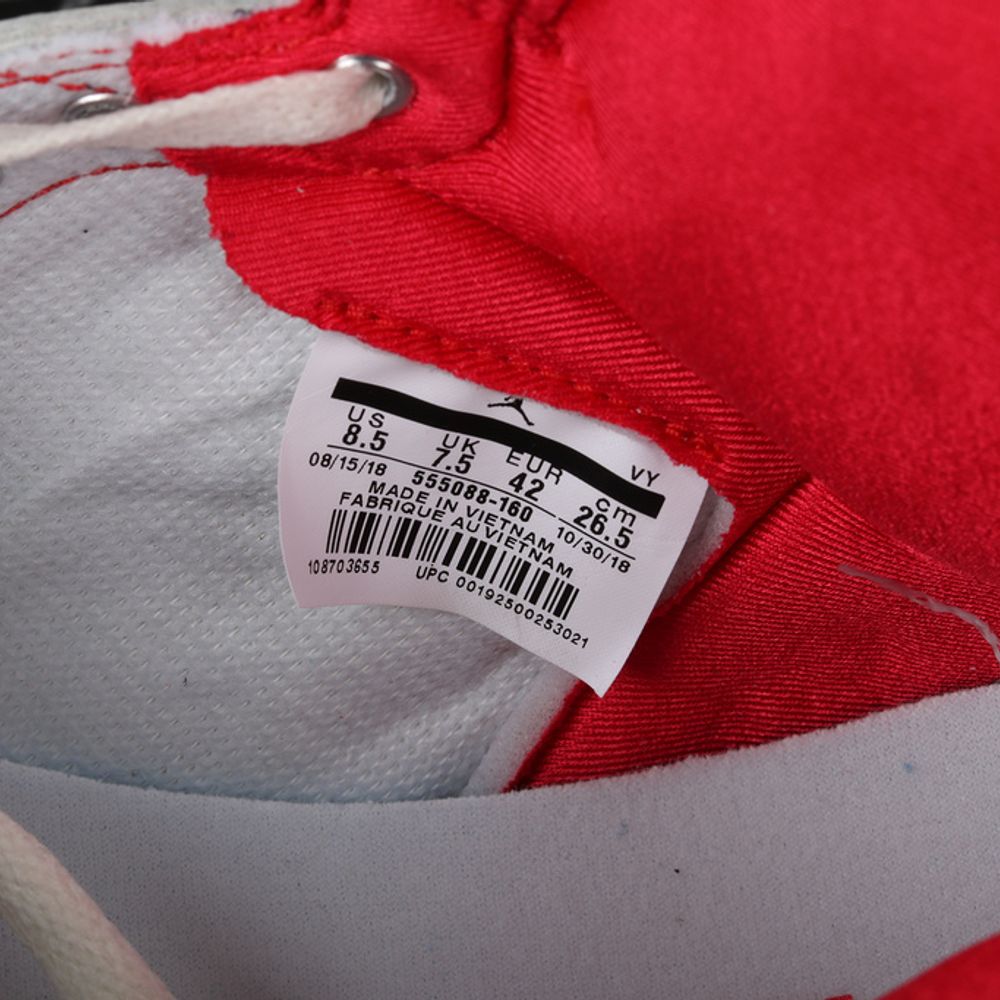 VY
US UK EUR cm
8.5 7.5 42 26.5
08/15/18 555088-160 10/30/18
MADE IN VIETNAM
FABRIQUE AU VIETNAM
108703655 UPC 00192500253021